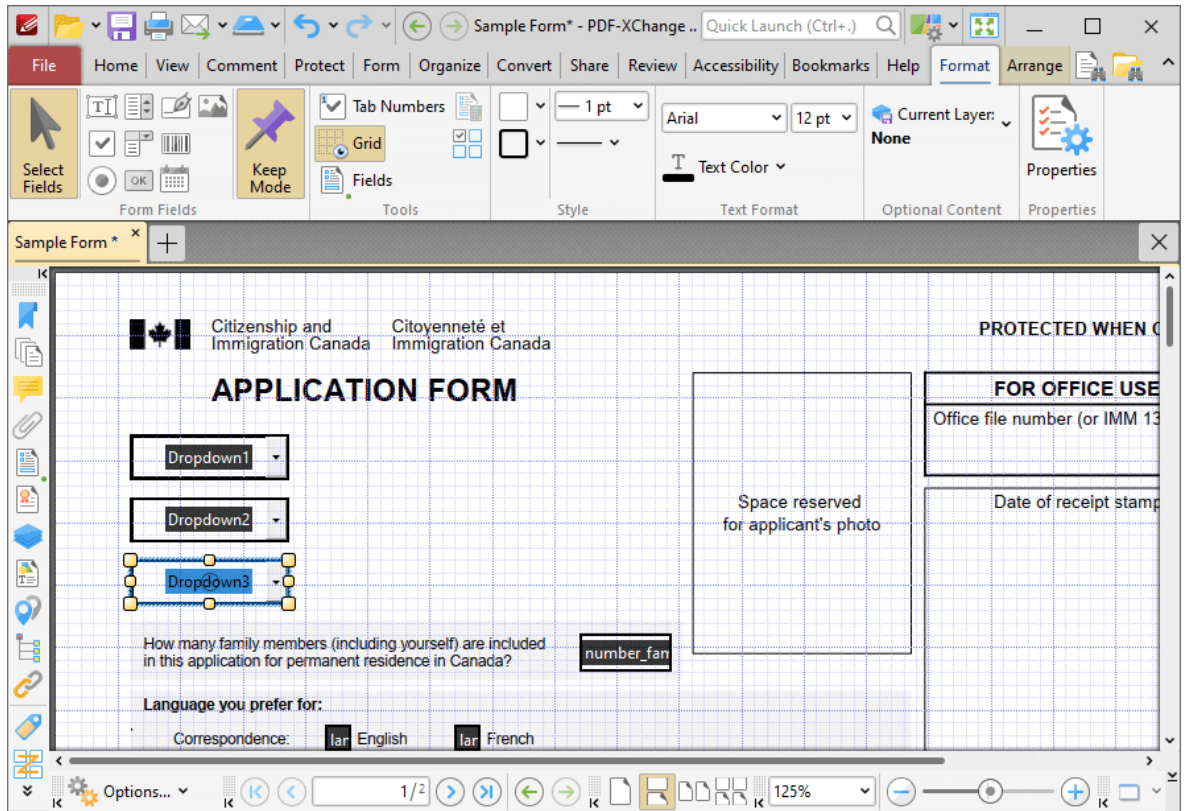 Sample Form* - PDF-XChange ..
Quick Launch (Ctrl+.)
File Home View Comment Protect Form Organize Convert Share Review Accessibility Bookmarks Help Format Arrange
Select Fields
OK
Keep Mode
Form Fields
Tab Numbers
Grid
Fields
Tools
1 pt
Style
Arial 12 pt
Text Color
Text Format
Current Layer:
None
Optional Content
Properties
Properties
Sample Form *
Citizenship and Citoyenneté et
Immigration Canada Immigration Canada
PROTECTED WHEN C
APPLICATION FORM
FOR OFFICE USE
Office file number (or IMM 13
Dropdown1
Dropdown2
Dropdown3
Space reserved
for applicant's photo
Date of receipt stamp
How many family members (including yourself) are included
in this application for permanent residence in Canada?
number_fam
Language you prefer for:
Correspondence: lar English lar French
Options... 1/2 125%